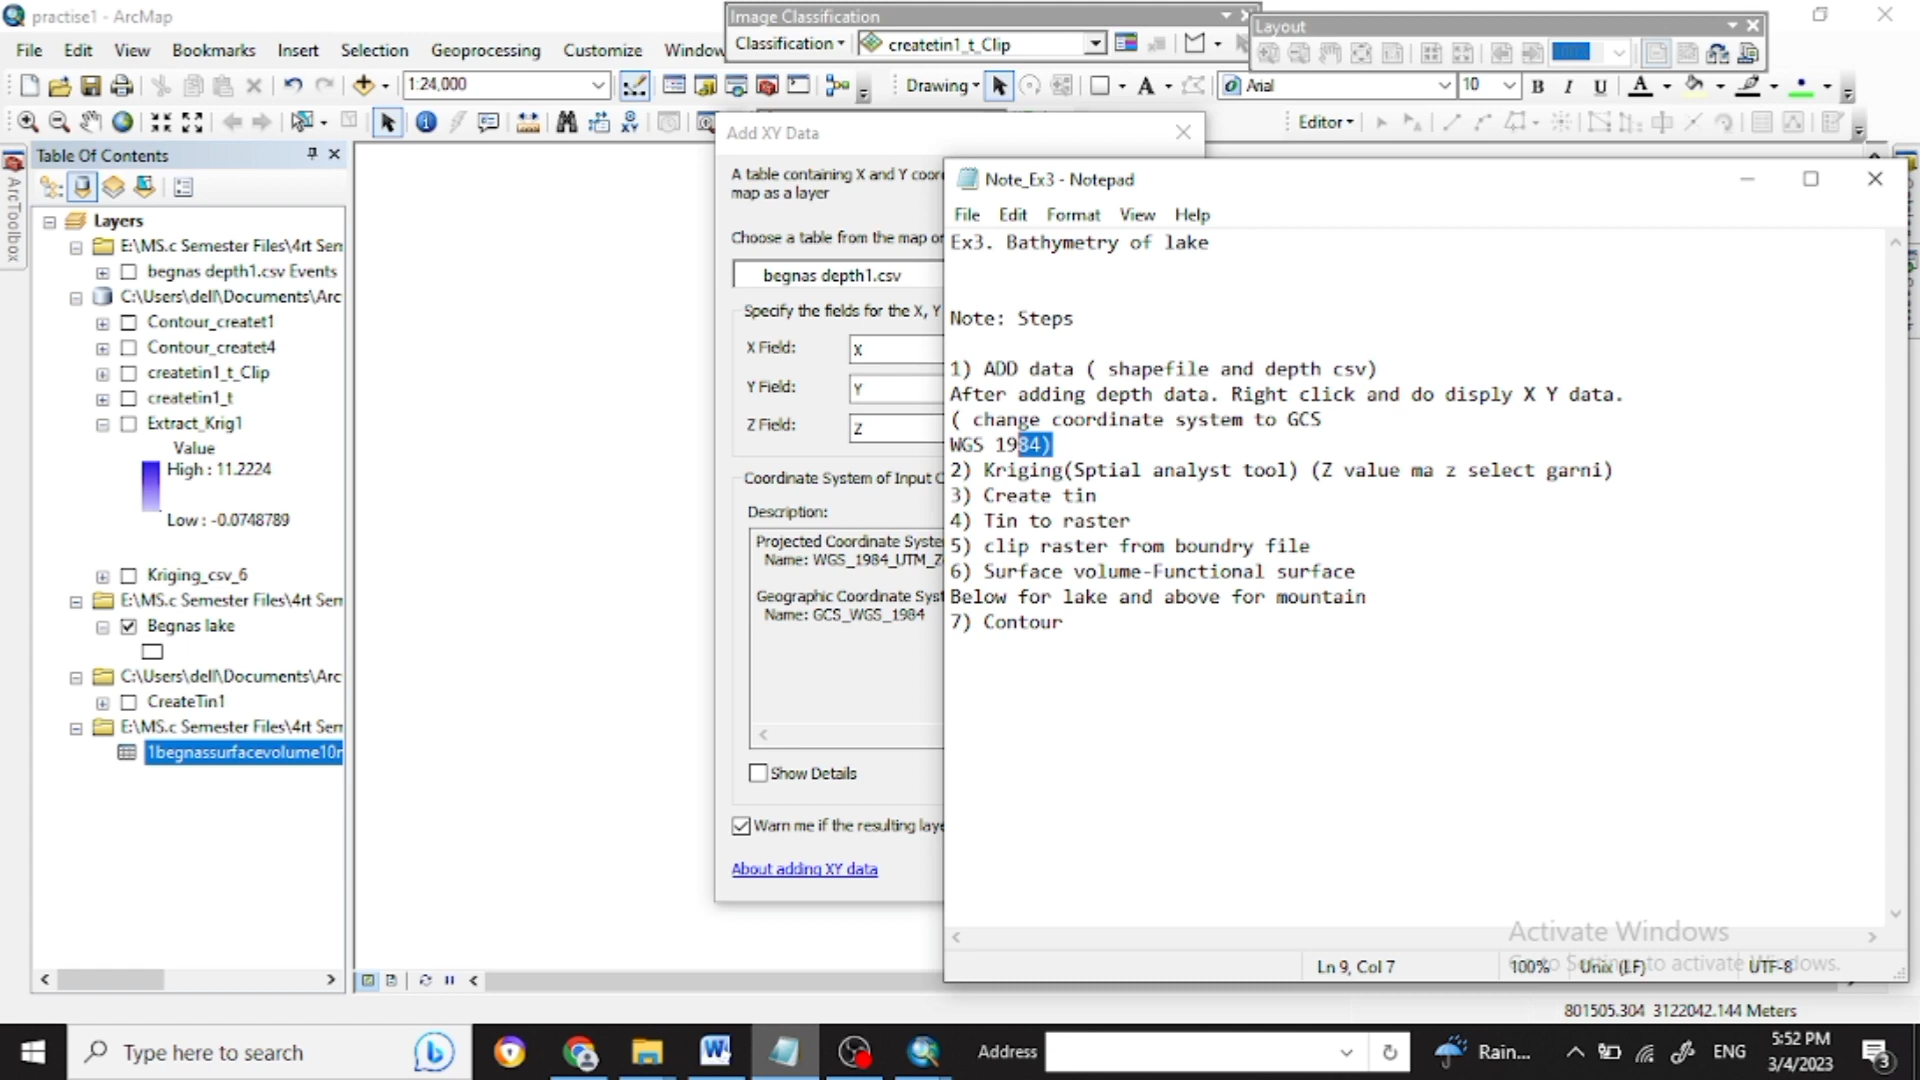 practise1 - ArcMap
File Edit View Bookmarks Insert Selection Geoprocessing Customize Window
Image Classification
Classification createtin1_t_Clip
Layout
1:24,000
Drawing A Arial 10 B I U A
Editor
ArcToolbox
Table Of Contents
Layers
E:\MS.c Semester Files\4rt Sem
begnas depth1.csv Events
C:\Users\dell\Documents\Arc
Contour_createt1
Contour_createt4
createtin1_t_Clip
createtin1_t
Extract_Krig1
Value
High : 11.2224
Low : -0.0748789
Kriging_csv_6
E:\MS.c Semester Files\4rt Sem
Begnas lake
C:\Users\dell\Documents\Arc
CreateTin1
E:\MS.c Semester Files\4rt Sem
1begnassurfacevolume10m
Add XY Data
A table containing X and Y coor
map as a layer
Choose a table from the map or
begnas depth1.csv
Specify the fields for the X, Y
X Field: X
Y Field: Y
Z Field: Z
Coordinate System of Input C
Description:
Projected Coordinate Syste
Name: WGS_1984_UTM_Z
Geographic Coordinate Syst
Name: GCS_WGS_1984
Show Details
Warn me if the resulting laye
About adding XY data
Note_Ex3 - Notepad
File Edit Format View Help
Ex3. Bathymetry of lake
Note: Steps
1) ADD data ( shapefile and depth csv)
After adding depth data. Right click and do disply X Y data.
( change coordinate system to GCS
WGS 1984)
2) Kriging(Sptial analyst tool) (Z value ma z select garni)
3) Create tin
4) Tin to raster
5) clip raster from boundry file
6) Surface volume-Functional surface
Below for lake and above for mountain
7) Contour
Activate Windows
Go to Settings to activate Windows.
Ln 9, Col 7 100% Unix (LF) UTF-8
801505.304 3122042.144 Meters
Type here to search
Address
Rain...
ENG
5:52 PM
3/4/2023
3